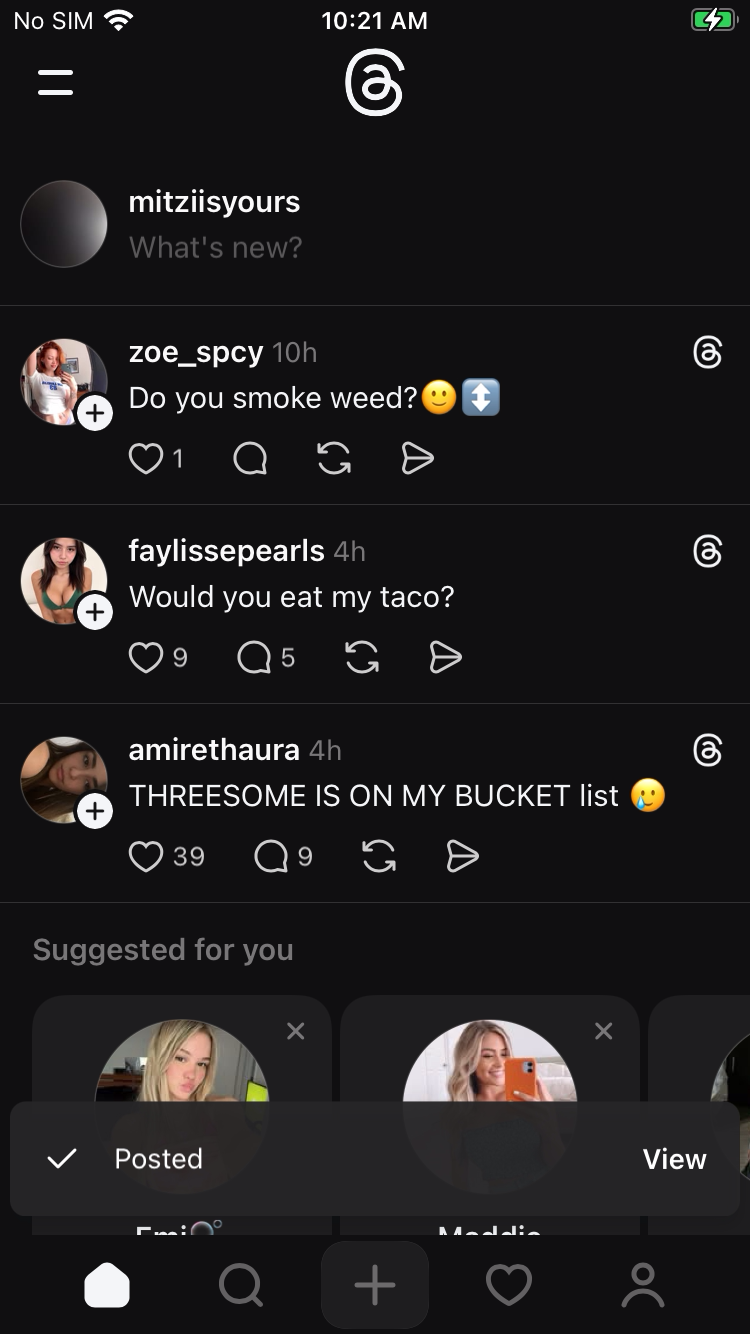 No SIM 10:21 AM
mitziisyours
What's new?
zoe_spcy 10h
Do you smoke weed?🙂↕️
1
faylissepearls 4h
Would you eat my taco?
9 5
amirethaura 4h
THREESOME IS ON MY BUCKET list 🥲
39 9
Suggested for you
Posted View
Emi
Maddie